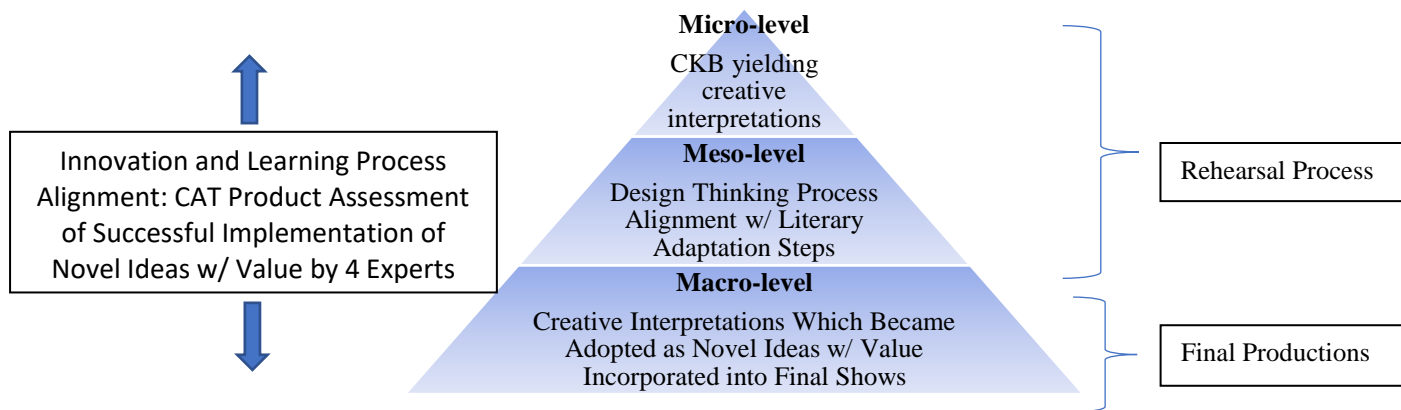 Micro-level
CKB yielding
creative
interpretations
Meso-level
Design Thinking Process
Alignment w/ Literary
Adaptation Steps
Macro-level
Creative Interpretations Which Became
Adopted as Novel Ideas w/ Value
Incorporated into Final Shows
Innovation and Learning Process
Alignment: CAT Product Assessment
of Successful Implementation of
Novel Ideas w/ Value by 4 Experts
Rehearsal Process
Final Productions